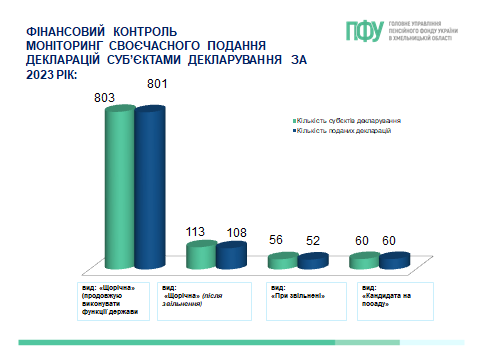 ФІНАНСОВИЙ КОНТРОЛЬ
МОНІТОРИНГ СВОЄЧАСНОГО ПОДАННЯ
ДЕКЛАРАЦІЙ СУБ'ЄКТАМИ ДЕКЛАРУВАННЯ ЗА
2023 РІК:
ПФУ
ГОЛОВНЕ УПРАВЛІННЯ
ПЕНСІЙНОГО ФОНДУ УКРАЇНИ
В ХМЕЛЬНИЦЬКІЙ ОБЛАСТІ
803
801
Кількість суб'єктів декларування
Кількість поданих декларацій
113
108
56
52
60
60
вид: «Щорічна»
(продовжую
виконувати
функції держави
вид:
«Щорічна» (після
звільнення)
вид:
«При звільнені»
вид:
«Кандидата на
посаду»